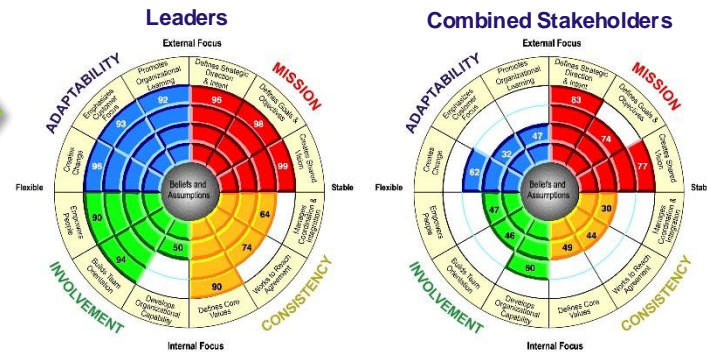 Leaders
External Focus
ADAPTABILITY
MISSION
Promotes
Organizational
Learning
Defines Strategic
Direction
& Intent
Emphasizes
Customer
Focus
Defines Goals &
Objectives
Creates
Change
Creates Shared
Vision
92
96
93
98
96
99
Flexible
Beliefs and
Assumptions
Stable
90
64
94
74
50
90
Empowers
People
Manages
Coordination &
Integration
Builds Team
Orientation
Works to Reach
Agreement
Develops
Organizational
Capability
Defines Core
Values
INVOLVEMENT
CONSISTENCY
Internal Focus
Combined Stakeholders
External Focus
ADAPTABILITY
MISSION
Promotes
Organizational
Learning
Defines Strategic
Direction
& Intent
Emphasizes
Customer
Focus
Defines Goals &
Objectives
Creates
Change
Creates Shared
Vision
47
83
32
74
62
77
Flexible
Beliefs and
Assumptions
Stab
47
30
46
44
60
49
Empowers
People
Manages
Coordination &
Integration
Builds Team
Orientation
Works to Reach
Agreement
Develops
Organizational
Capability
Defines Core
Values
INVOLVEMENT
CONSISTENCY
Internal Focus